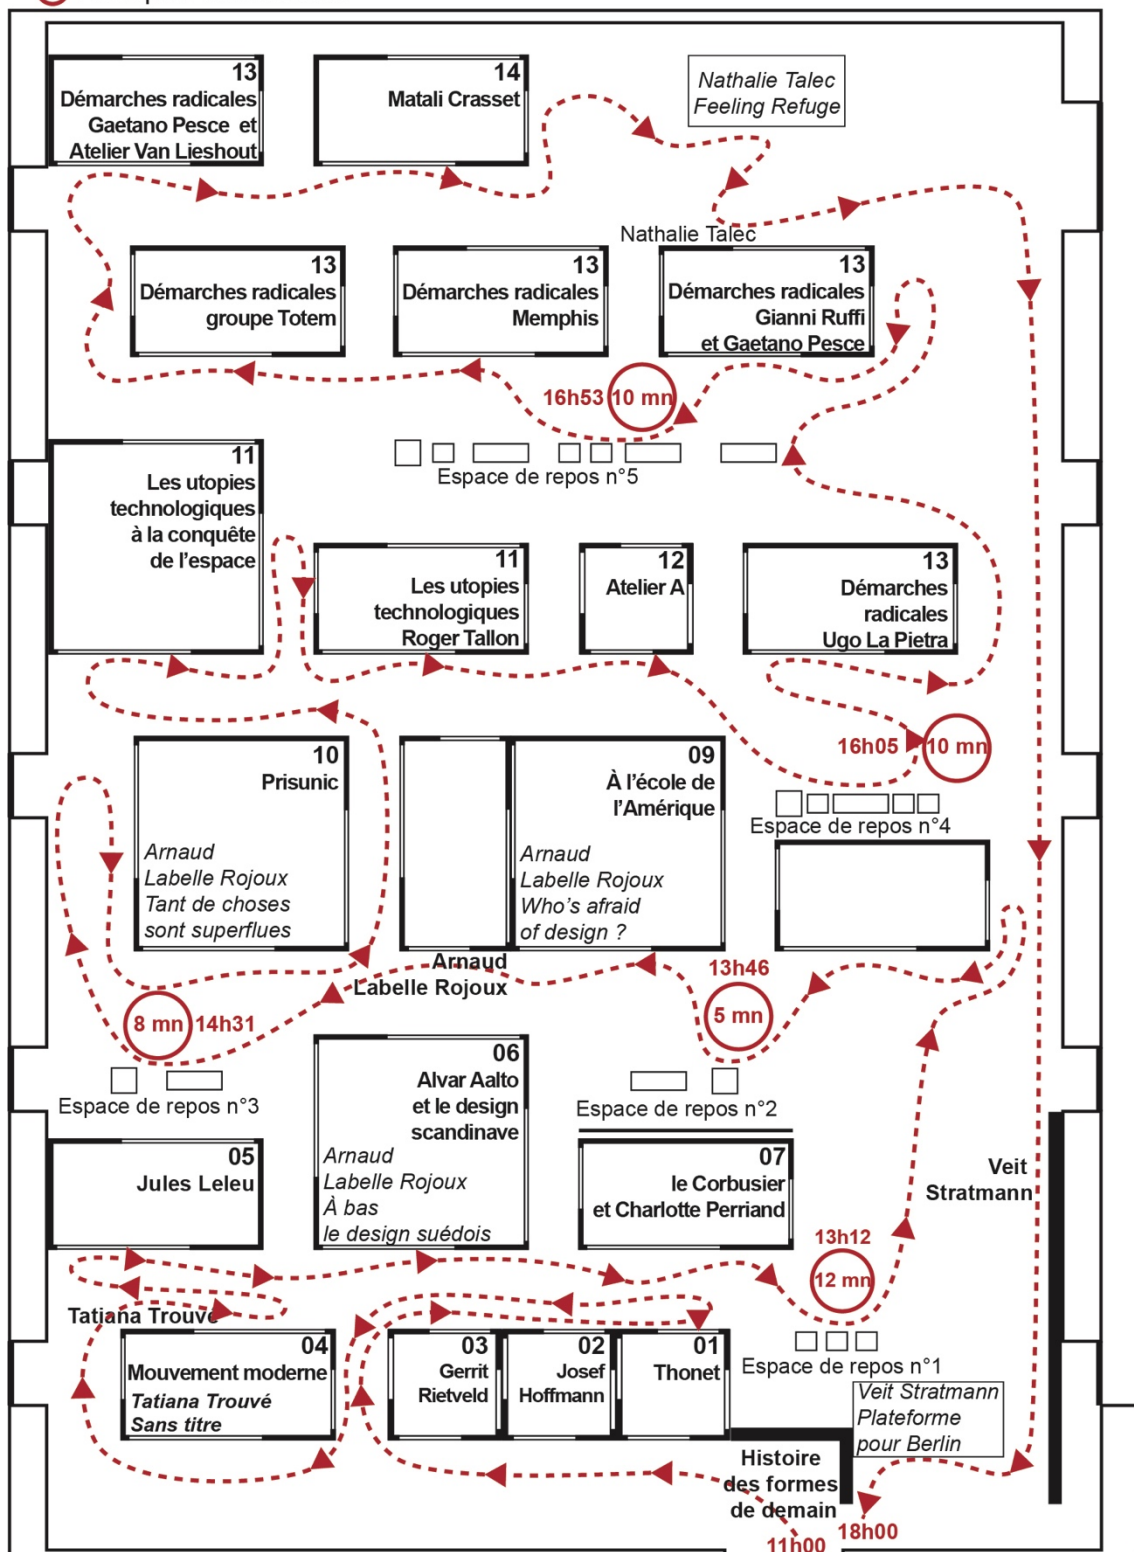 13
Démarches radicales
Gaetano Pesce et
Atelier Van Lieshout
14
Matali Crasset
Nathalie Talec
Feeling Refuge
Nathalie Talec
13
Démarches radicales
groupe Totem
13
Démarches radicales
Memphis
13
Démarches radicales
Gianni Ruffi
et Gaetano Pesce
16h53
10 mn
Espace de repos n°5
11
Les utopies
technologiques
à la conquête
de l'espace
11
Les utopies
technologiques
Roger Tallon
12
Atelier A
13
Démarches
radicales
Ugo La Pietra
16h05
10 mn
Espace de repos n°4
10
Prisunic
Arnaud
Labelle Rojoux
Tant de choses
sont superflues
09
À l'école de
l'Amérique
Arnaud
Labelle Rojoux
Who's afraid
of design ?
Arnaud
Labelle Rojoux
13h46
5 mn
8 mn
14h31
Espace de repos n°3
Espace de repos n°2
06
Alvar Aalto
et le design
scandinave
Arnaud
Labelle Rojoux
À bas
le design suédois
05
Jules Leleu
07
le Corbusier
et Charlotte Perriand
Veit
Stratmann
13h12
12 mn
Espace de repos n°1
Tatiana Trouvé
04
Mouvement moderne
Tatiana Trouvé
Sans titre
03
Gerrit
Rietveld
02
Josef
Hoffmann
01
Thonet
Veit Stratmann
Plateforme
pour Berlin
Histoire
des formes
de demain
18h00
11h00